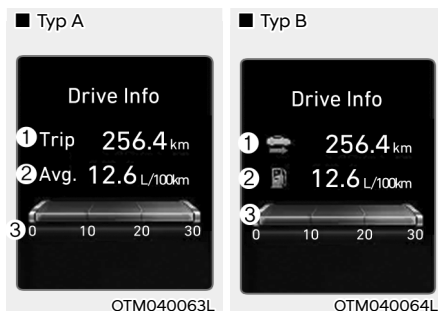 ■ Typ A
Drive Info
① Trip 256.4 km
② Avg. 12.6 L/100km
③
0 10 20 30
OTM040063L
■ Typ B
Drive Info
① 256.4 km
② 12.6 L/100km
③
0 10 20 30
OTM040064L